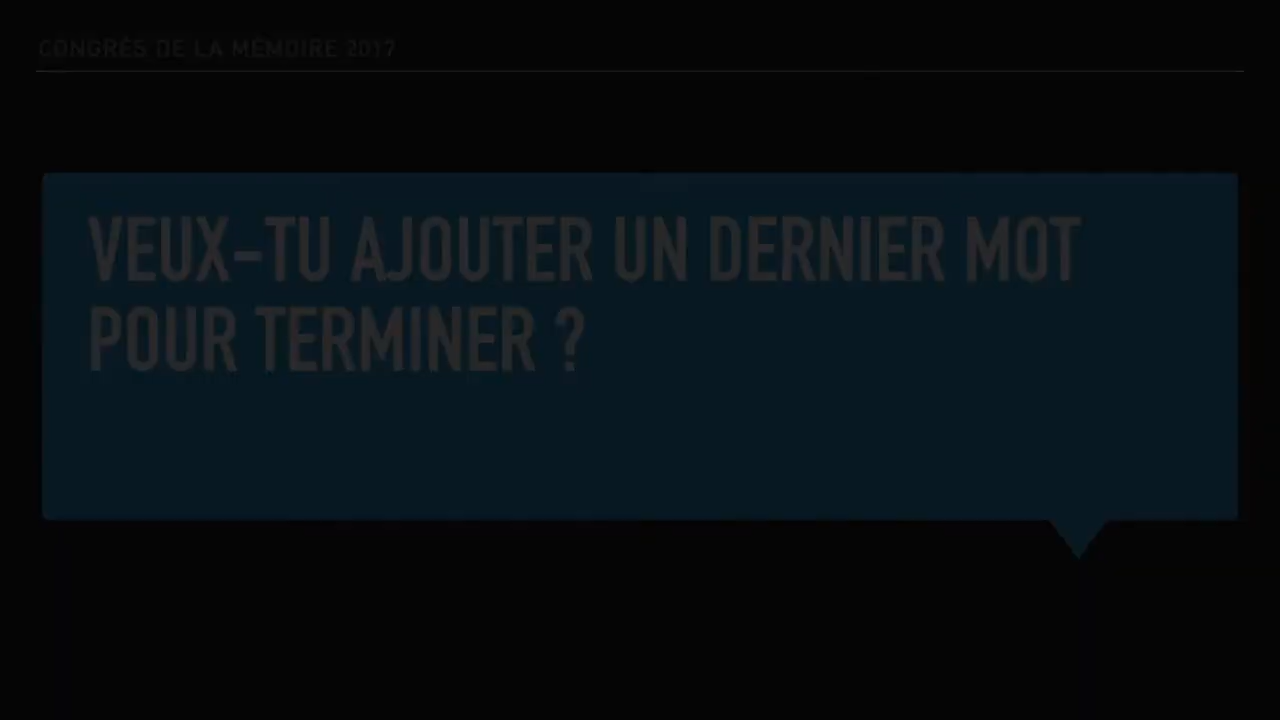 CONGRÈS DE LA MÉMOIRE 2017
VEUX-TU AJOUTER UN DERNIER MOT
POUR TERMINER ?